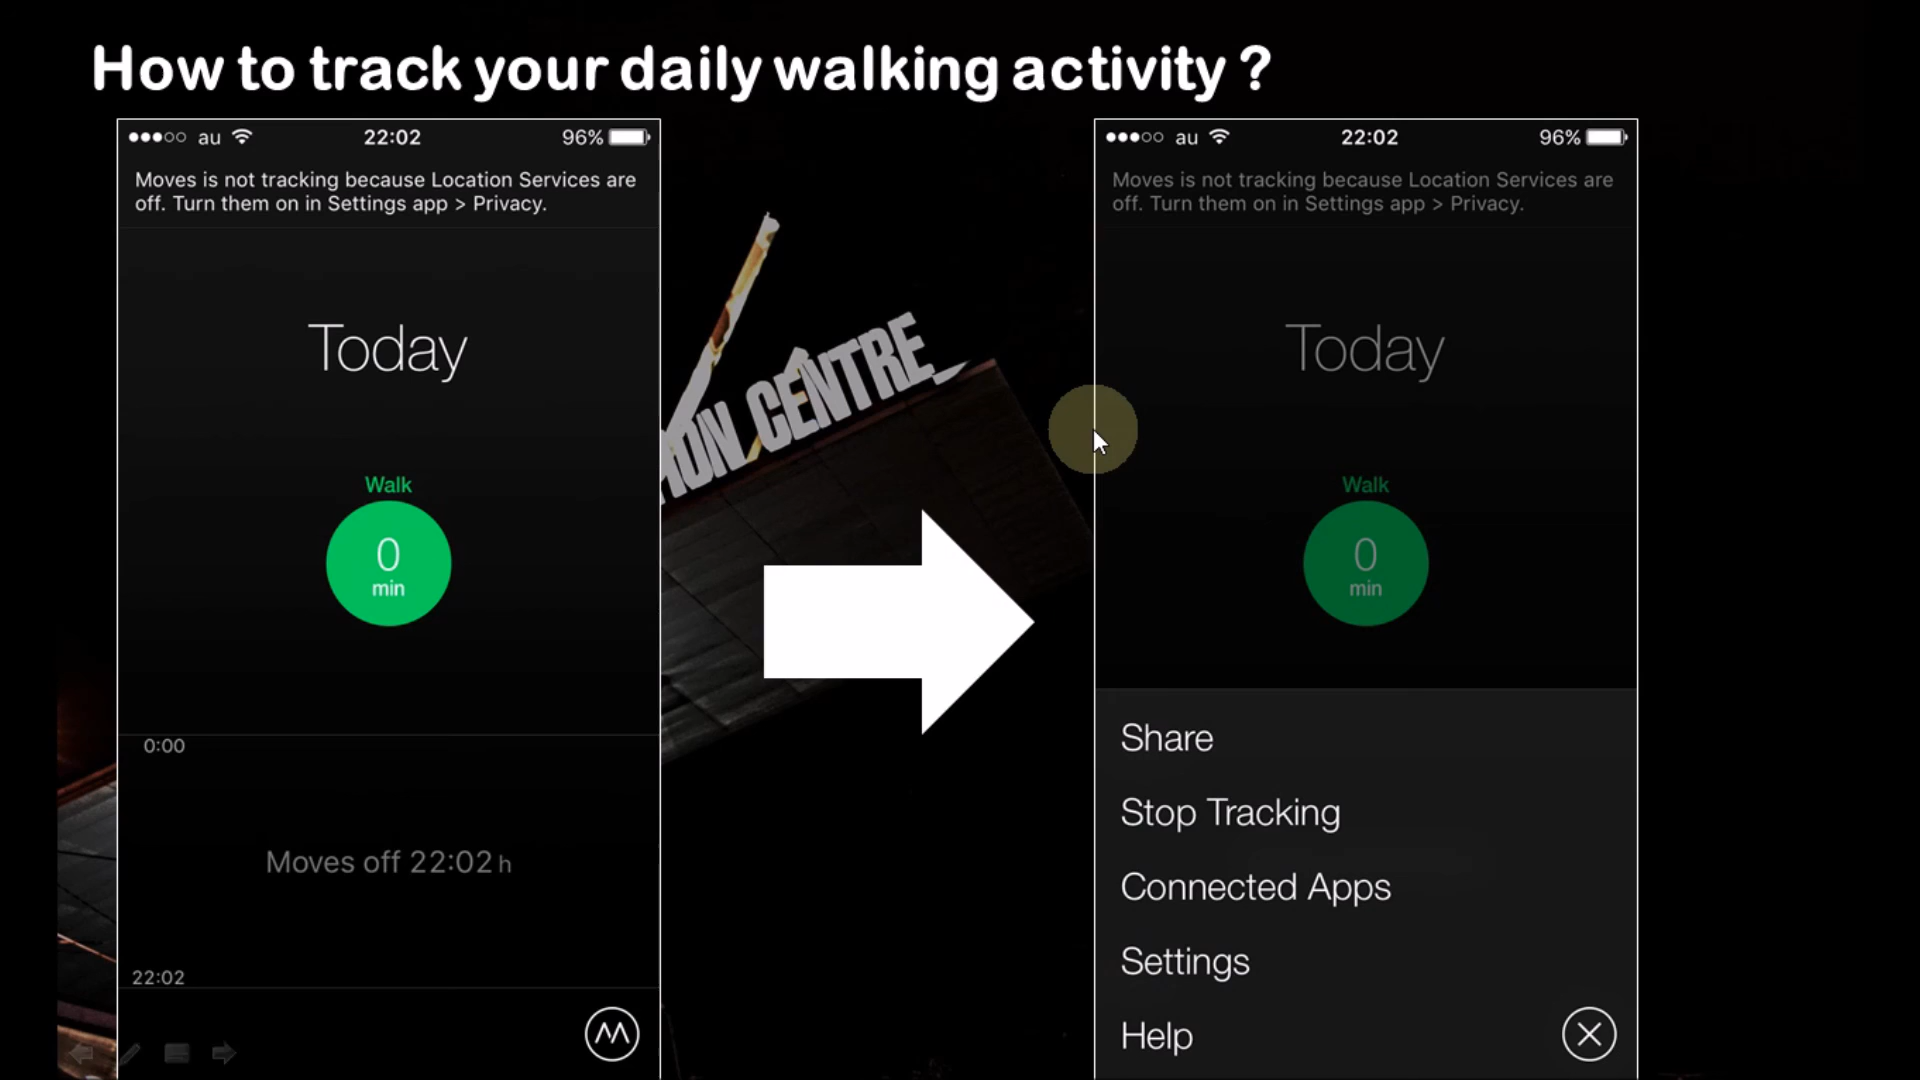 How to track your daily walking activity ?
au 22:02 96%
Moves is not tracking because Location Services are
off. Turn them on in Settings app > Privacy.
Today
Walk
0
min
0:00
Moves off 22:02 h
22:02
CENTRE
au 22:02 96%
Moves is not tracking because Location Services are
off. Turn them on in Settings app > Privacy.
Today
Walk
0
min
Share
Stop Tracking
Connected Apps
Settings
Help